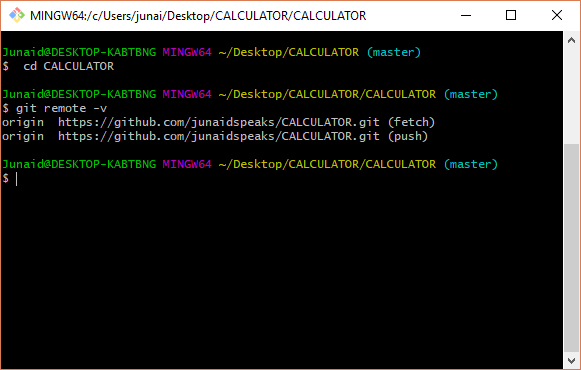 MINGW64:/c/Users/junai/Desktop/CALCULATOR/CALCULATOR
Junaid@DESKTOP-KABTBNG MINGW64 ~/Desktop/CALCULATOR (master)
$  cd CALCULATOR
Junaid@DESKTOP-KABTBNG MINGW64 ~/Desktop/CALCULATOR/CALCULATOR (master)
$ git remote -v
origin  https://github.com/junaidspeaks/CALCULATOR.git (fetch)
origin  https://github.com/junaidspeaks/CALCULATOR.git (push)
Junaid@DESKTOP-KABTBNG MINGW64 ~/Desktop/CALCULATOR/CALCULATOR (master)
$